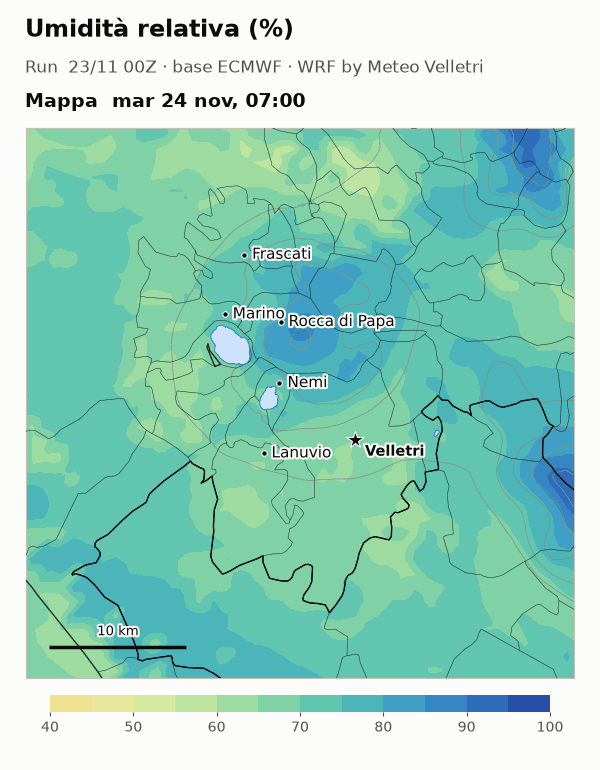 Umidità relativa (%)
Run  23/11 00Z · base ECMWF · WRF by Meteo Velletri
Mappa  mar 24 nov, 07:00
Frascati
Marino
Rocca di Papa
Nemi
Velletri
Lanuvio
10 km
40 50 60 70 80 90 100